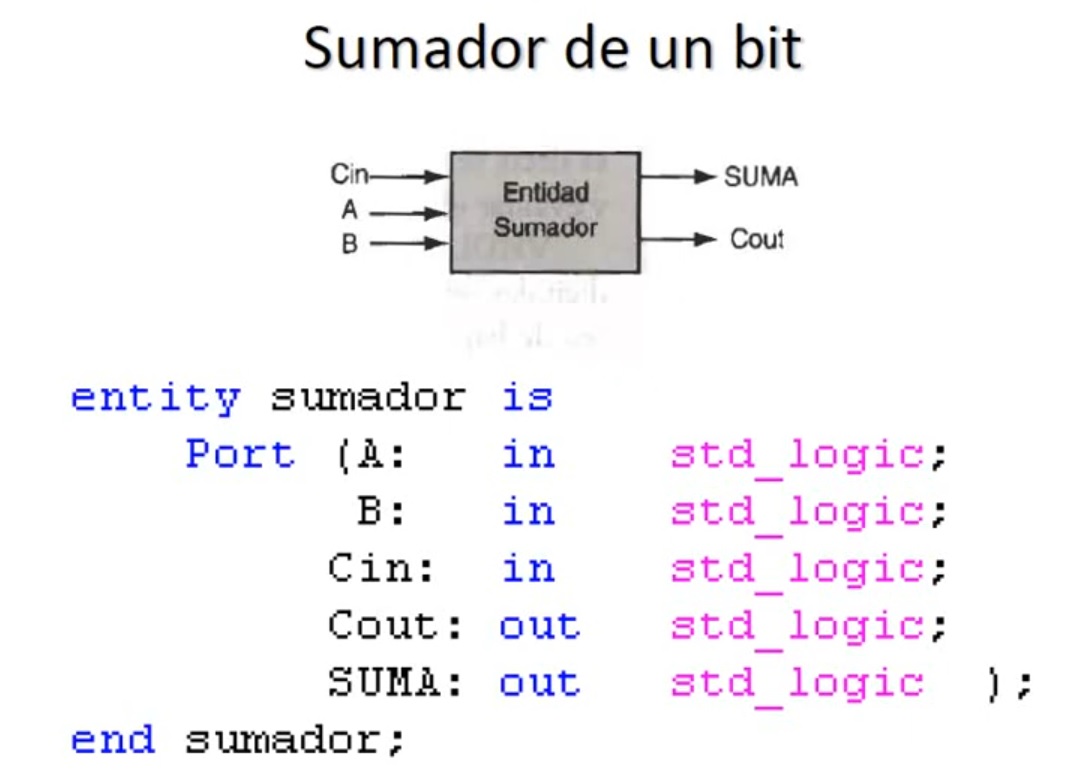 Sumador de un bit
Cin
A
B
Entidad
Sumador
SUMA
Cout
entity sumador is
Port (A: in std_logic;
B: in std_logic;
Cin: in std_logic;
Cout: out std_logic;
SUMA: out std_logic );
end sumador;